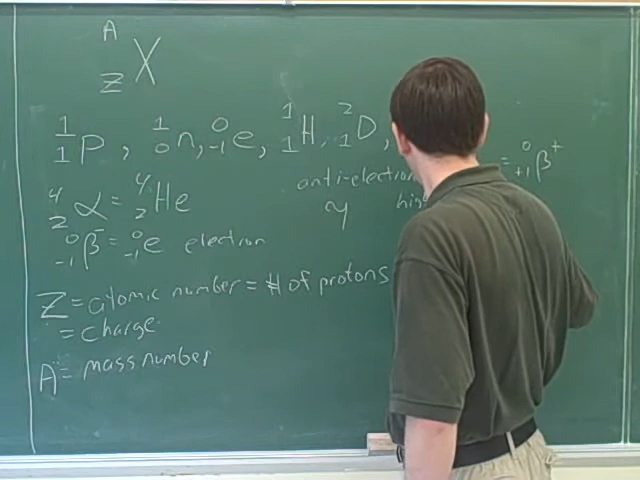 A
Z X
1 1 p, 1 0 n, 0 -1 e, 1 1 H, 2 1 D,
4 2 α = 4 2 He
anti-electron = 0 +1 β+
γ
0 -1 β- = 0 -1 e electron
Z = atomic number = # of protons
= charge
A = mass number